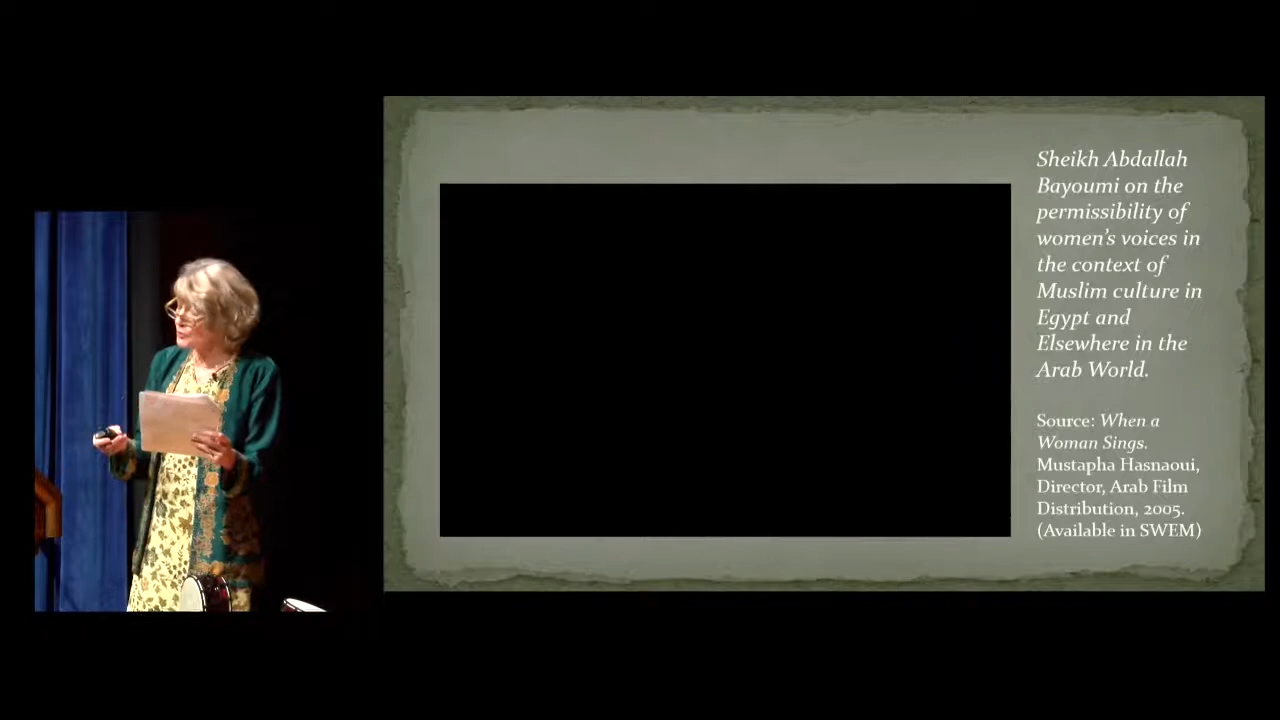 Sheikh Abdallah
Bayoumi on the
permissibility of
women's voices in
the context of
Muslim culture in
Egypt and
Elsewhere in the
Arab World.
Source: When a
Woman Sings.
Mustapha Hasnaoui,
Director, Arab Film
Distribution, 2005.
(Available in SWEM)